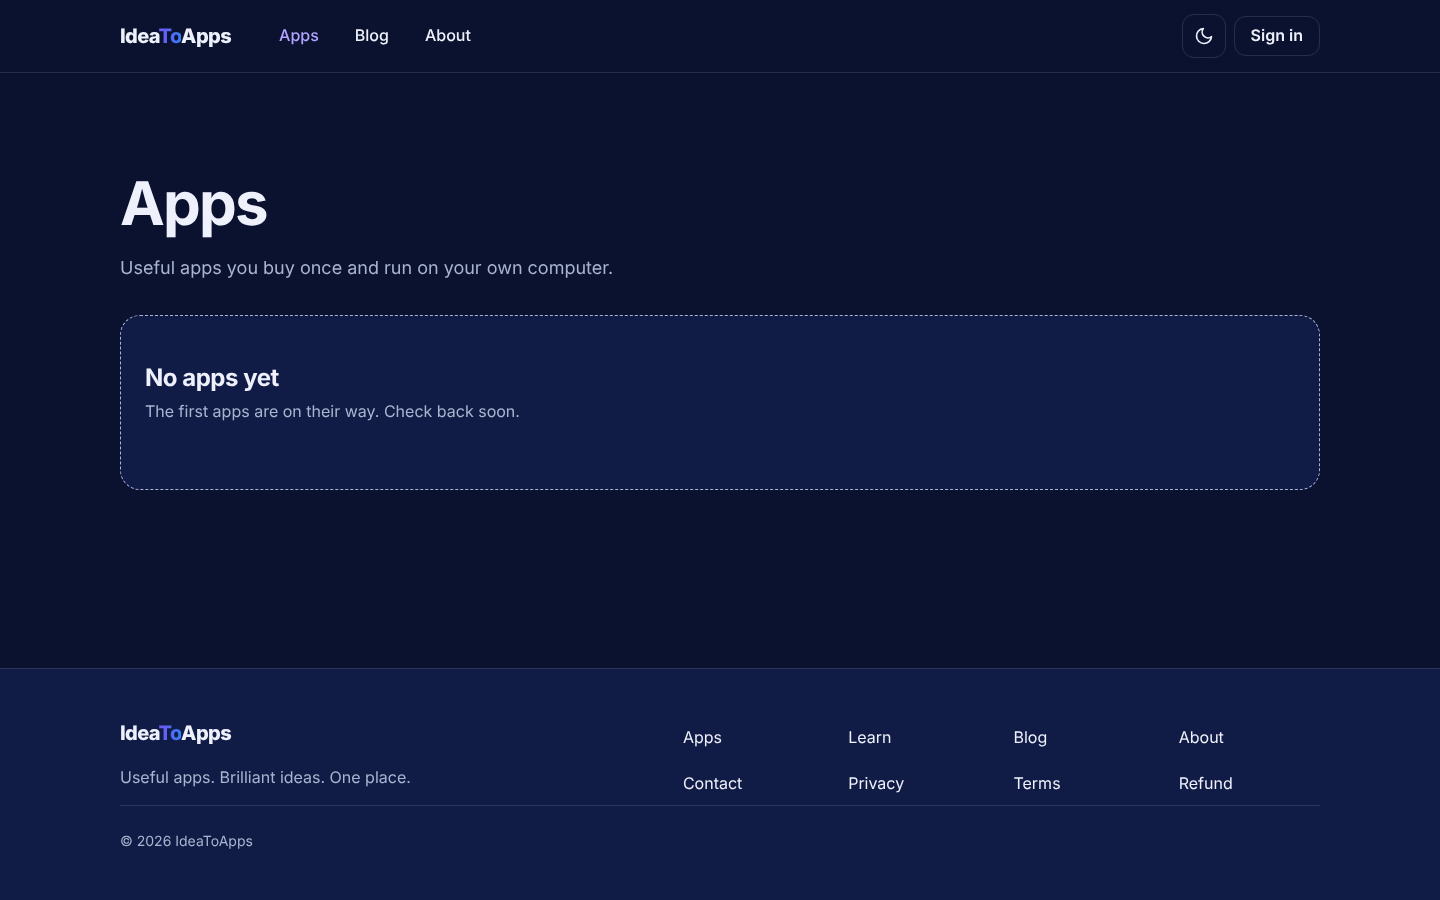 IdeaToApps
Apps
Blog
About
Sign in
Apps
Useful apps you buy once and run on your own computer.
No apps yet
The first apps are on their way. Check back soon.
IdeaToApps
Useful apps. Brilliant ideas. One place.
Apps
Learn
Blog
About
Contact
Privacy
Terms
Refund
© 2026 IdeaToApps